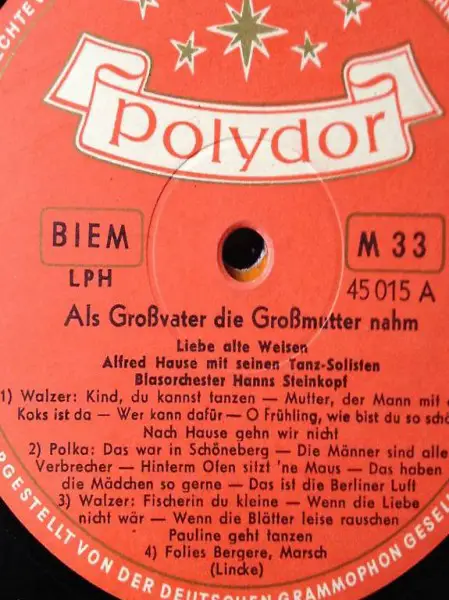 ECHTE
polydor
BIEM
M 33
LPH
45 015 A
Als Großvater die Großmutter nahm
Liebe alte Weisen
Alfred Hause mit seinen Tanz-Solisten
Blasorchester Hanns Steinkopf
1) Walzer: Kind, du kannst tanzen — Mutter, der Mann mit
Koks ist da — Wer kann dafür — O Frühling, wie bist du so
Nach Hause gehn wir nicht
2) Polka: Das war in Schöneberg — Die Männer sind alle
Verbrecher — Hinterm Ofen sitzt 'ne Maus — Das haben
die Mädchen so gerne — Das ist die Berliner Luft
3) Walzer: Fischerin du kleine — Wenn die Liebe
nicht wär — Wenn die Blätter leise rauschen
Pauline geht tanzen
4) Folies Bergere, Marsch
(Lincke)
ERGESTELLT VON DER DEUTSCHEN GRAMMOPHON GESELL